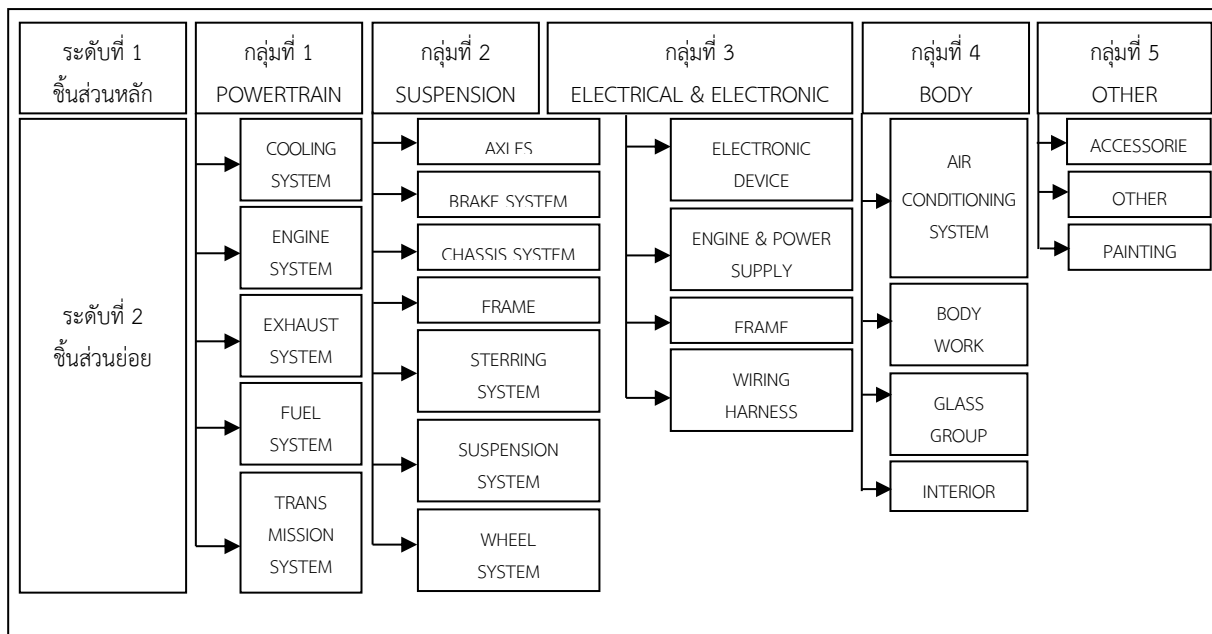 ระดับที่ 1
ชิ้นส่วนหลัก
กลุ่มที่ 1
POWERTRAIN
กลุ่มที่ 2
SUSPENSION
กลุ่มที่ 3
ELECTRICAL & ELECTRONIC
กลุ่มที่ 4
BODY
กลุ่มที่ 5
OTHER
ระดับที่ 2
ชิ้นส่วนย่อย
COOLING
SYSTEM
ENGINE
SYSTEM
EXHAUST
SYSTEM
FUEL
SYSTEM
TRANS
MISSION
SYSTEM
AXLES
BRAKE SYSTEM
CHASSIS SYSTEM
FRAME
STERRING
SYSTEM
SUSPENSION
SYSTEM
WHEEL
SYSTEM
ELECTRONIC
DEVICE
ENGINE & POWER
SUPPLY
FRAME
WIRING
HARNESS
AIR
CONDITIONING
SYSTEM
BODY
WORK
GLASS
GROUP
INTERIOR
ACCESSORIE
OTHER
PAINTING